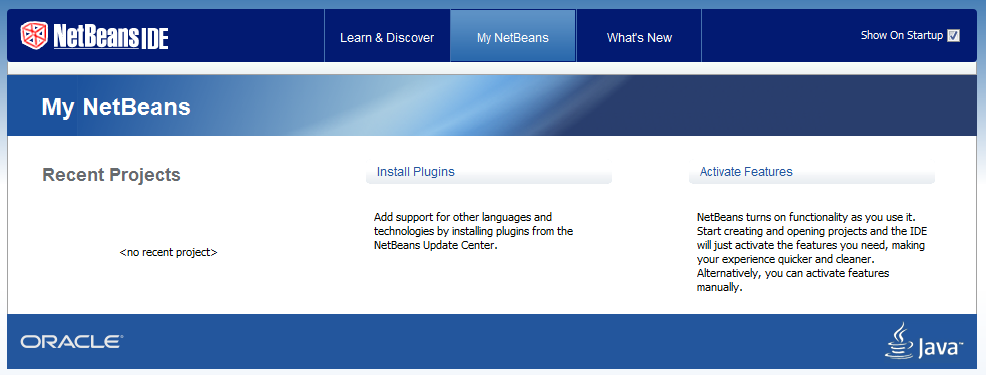 NetBeans IDE
Learn & Discover
My NetBeans
What's New
Show On Startup
My NetBeans
Recent Projects
<no recent project>
Install Plugins
Add support for other languages and
technologies by installing plugins from the
NetBeans Update Center.
Activate Features
NetBeans turns on functionality as you use it.
Start creating and opening projects and the IDE
will just activate the features you need, making
your experience quicker and cleaner.
Alternatively, you can activate features
manually.
ORACLE
Java